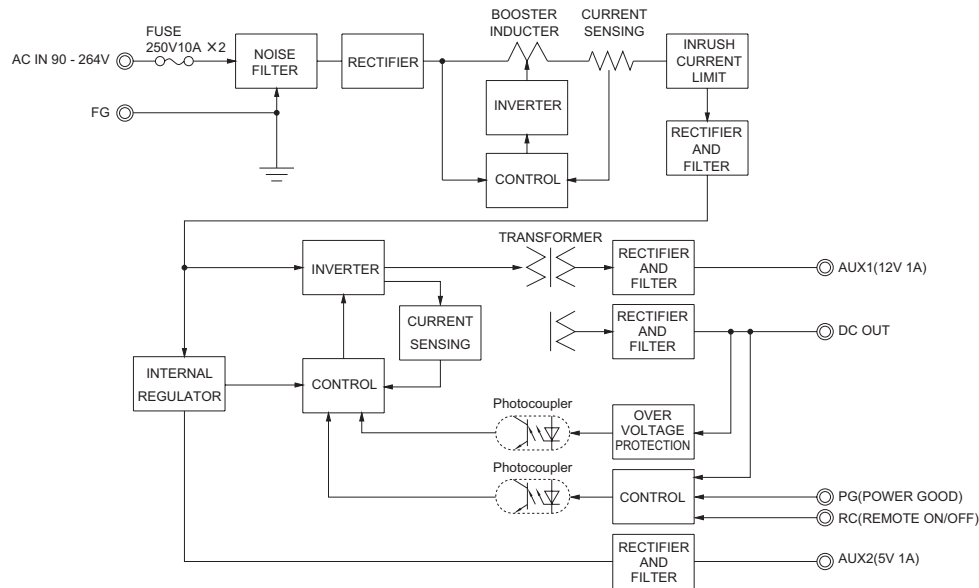 FUSE
250V10A ×2
AC IN 90 - 264V
FG
NOISE
FILTER
RECTIFIER
BOOSTER
INDUCTER
CURRENT
SENSING
INRUSH
CURRENT
LIMIT
INVERTER
CONTROL
RECTIFIER
AND
FILTER
TRANSFORMER
INVERTER
RECTIFIER
AND
FILTER
AUX1(12V 1A)
CURRENT
SENSING
RECTIFIER
AND
FILTER
DC OUT
INTERNAL
REGULATOR
CONTROL
Photocoupler
OVER
VOLTAGE
PROTECTION
Photocoupler
CONTROL
PG(POWER GOOD)
RC(REMOTE ON/OFF)
RECTIFIER
AND
FILTER
AUX2(5V 1A)